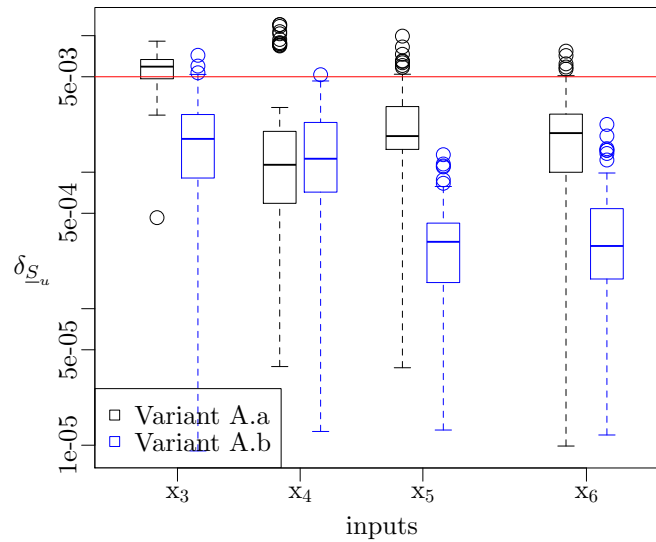 5e-03
5e-04
5e-05
1e-05
δ_{S_u}
Variant A.a
Variant A.b
x₃ x₄ x₅ x₆
inputs